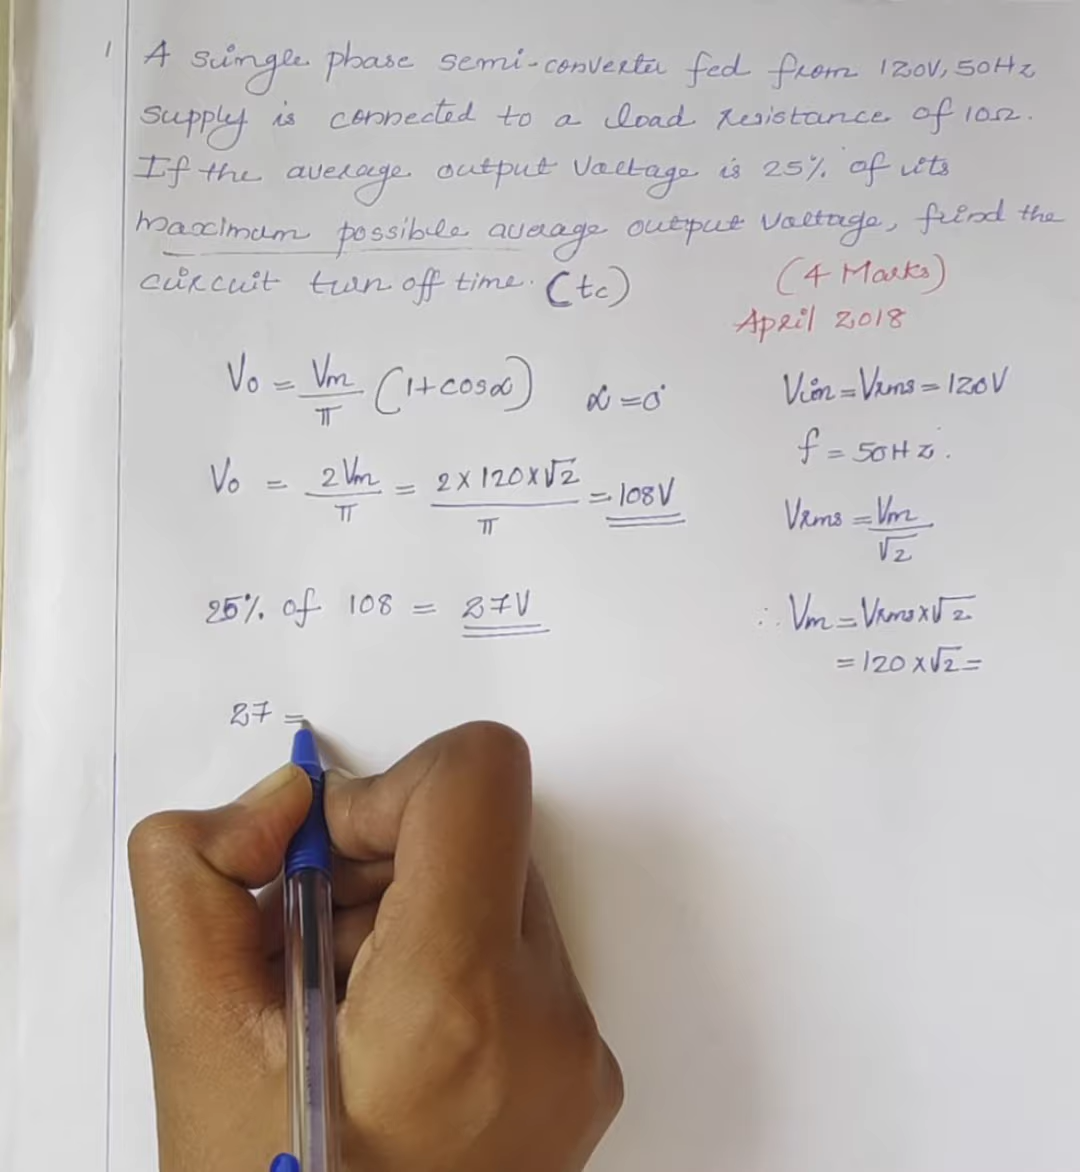 1 A single phase semi-converter fed from 120V, 50Hz
supply is connected to a load resistance of 10Ω.
If the average output Voltage is 25% of its
maximum possible average output Voltage, find the
circuit turn off time. (tc)
(4 Marks)
April 2018
Vo = Vm/π (1+cosα) α = 0°
Vin = Vrms = 120V
f = 50Hz.
Vo = 2Vm/π = 2 x 120 x √2/π = 108V
Vrms = Vm/√2
25% of 108 = 27V
∴ Vm = Vrms x √2
= 120 x √2 =
27 =